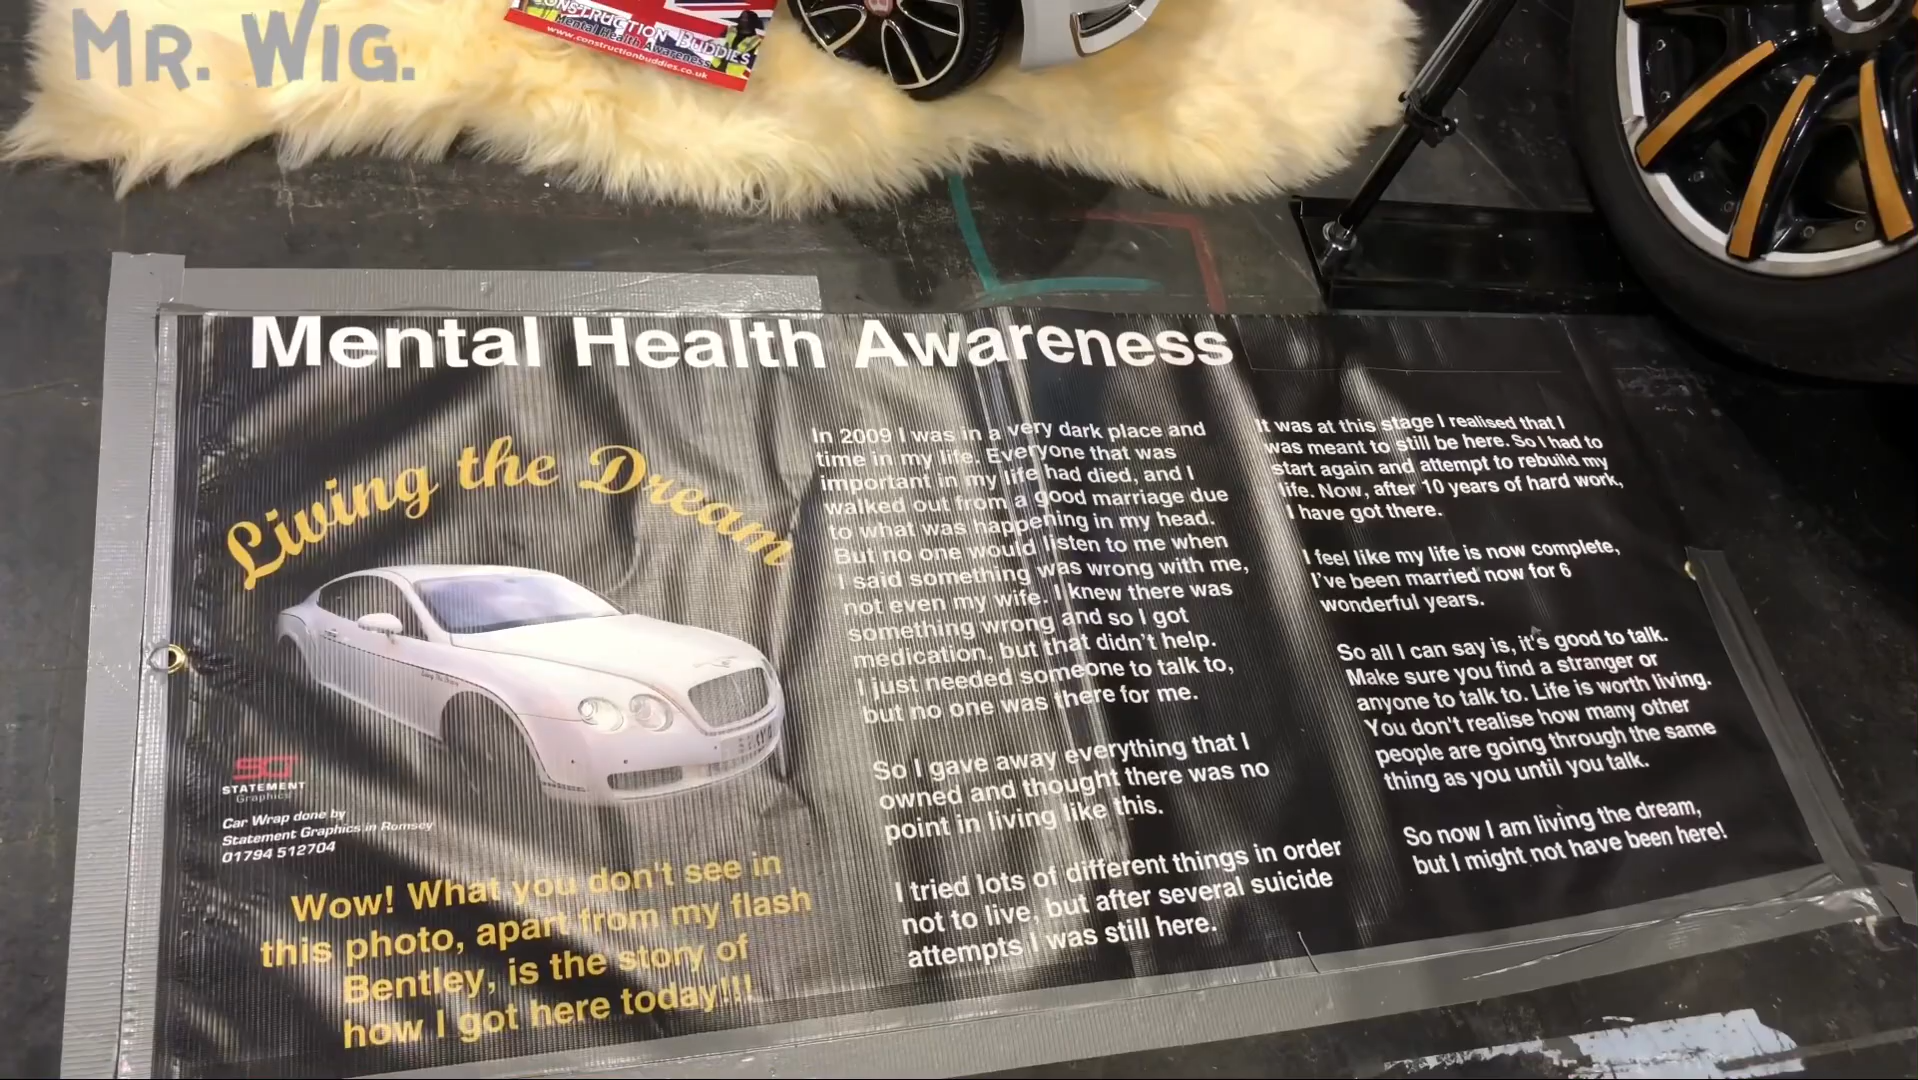 MR. WIG.
CONSTRUCTION BUDDIES
Mental Health Awareness
www.constructionbuddies.co.uk
Mental Health Awareness
Living the Dream
SG
STATEMENT
Graphics
Car Wrap done by
Statement Graphics in Romsey
01794 512704
Wow! What you don't see in
this photo, apart from my flash
Bentley, is the story of
how I got here today!!!
In 2009 I was in a very dark place and
time in my life. Everyone that was
important in my life had died, and I
walked out from a good marriage due
to what was happening in my head.
But no one would listen to me when
I said something was wrong with me,
not even my wife. I knew there was
something wrong and so I got
medication, but that didn't help.
I just needed someone to talk to,
but no one was there for me.
So I gave away everything that I
owned and thought there was no
point in living like this.
I tried lots of different things in order
not to live, but after several suicide
attempts I was still here.
It was at this stage I realised that I
was meant to still be here. So I had to
start again and attempt to rebuild my
life. Now, after 10 years of hard work,
I have got there.
I feel like my life is now complete,
I've been married now for 6
wonderful years.
So all I can say is, it's good to talk.
Make sure you find a stranger or
anyone to talk to. Life is worth living.
You don't realise how many other
people are going through the same
thing as you until you talk.
So now I am living the dream,
but I might not have been here!